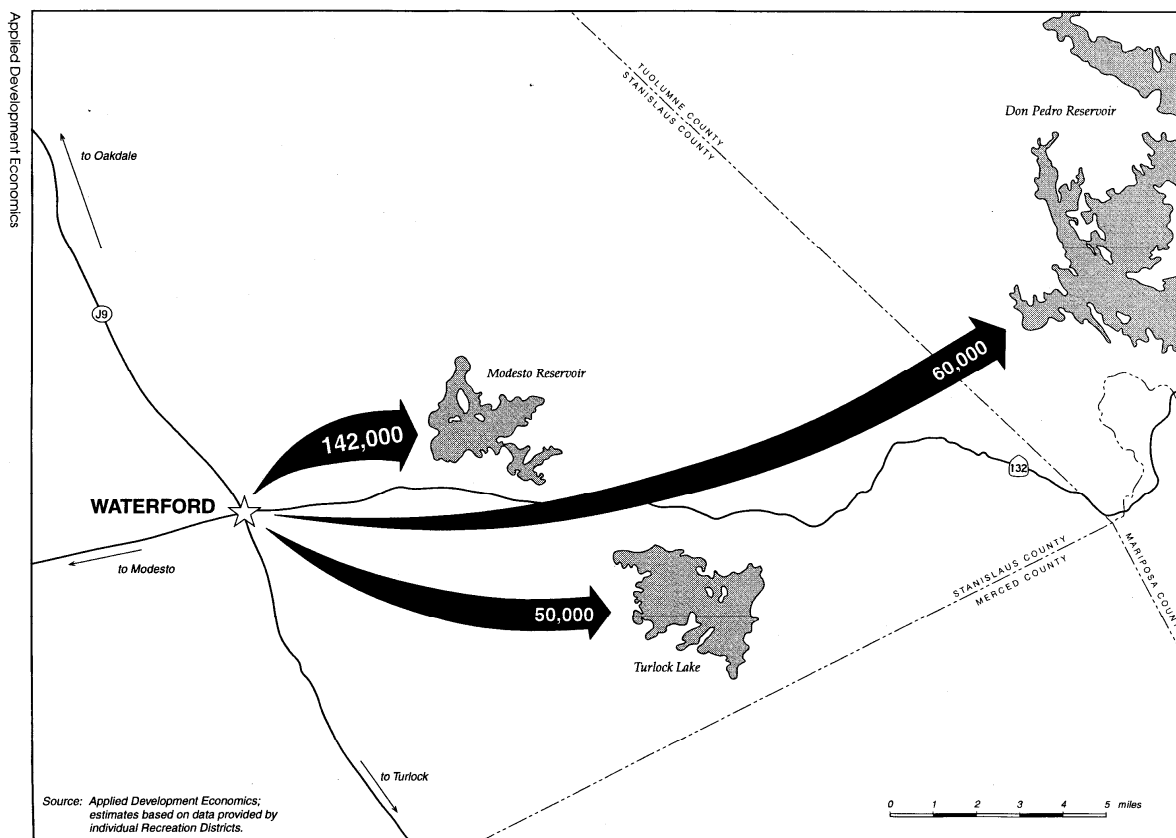 Applied Development Economics
to Oakdale
TUOLUMNE COUNTY
STANISLAUS COUNTY
Don Pedro Reservoir
J9
Modesto Reservoir
60,000
142,000
132
WATERFORD
to Modesto
STANISLAUS COUNTY
MERCED COUNTY
MARIPOSA COUNTY
50,000
Turlock Lake
to Turlock
Source: Applied Development Economics;
estimates based on data provided by
individual Recreation Districts.
0 1 2 3 4 5 miles